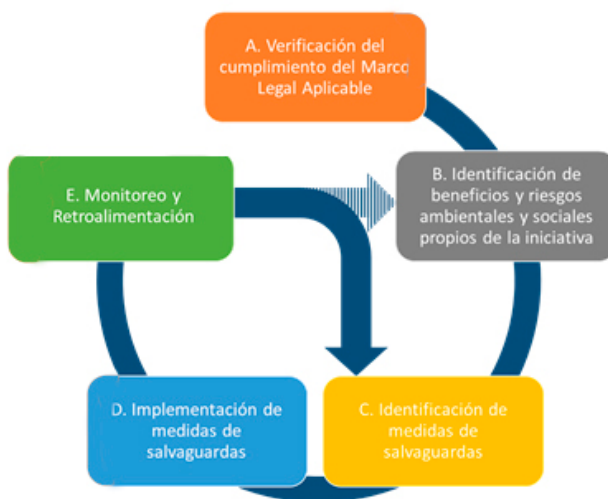 A. Verificación del
cumplimiento del Marco
Legal Aplicable
B. Identificación de
beneficios y riesgos
ambientales y sociales
propios de la iniciativa
C. Identificación de
medidas de
salvaguardas
D. Implementación de
medidas de
salvaguardas
E. Monitoreo y
Retroalimentación